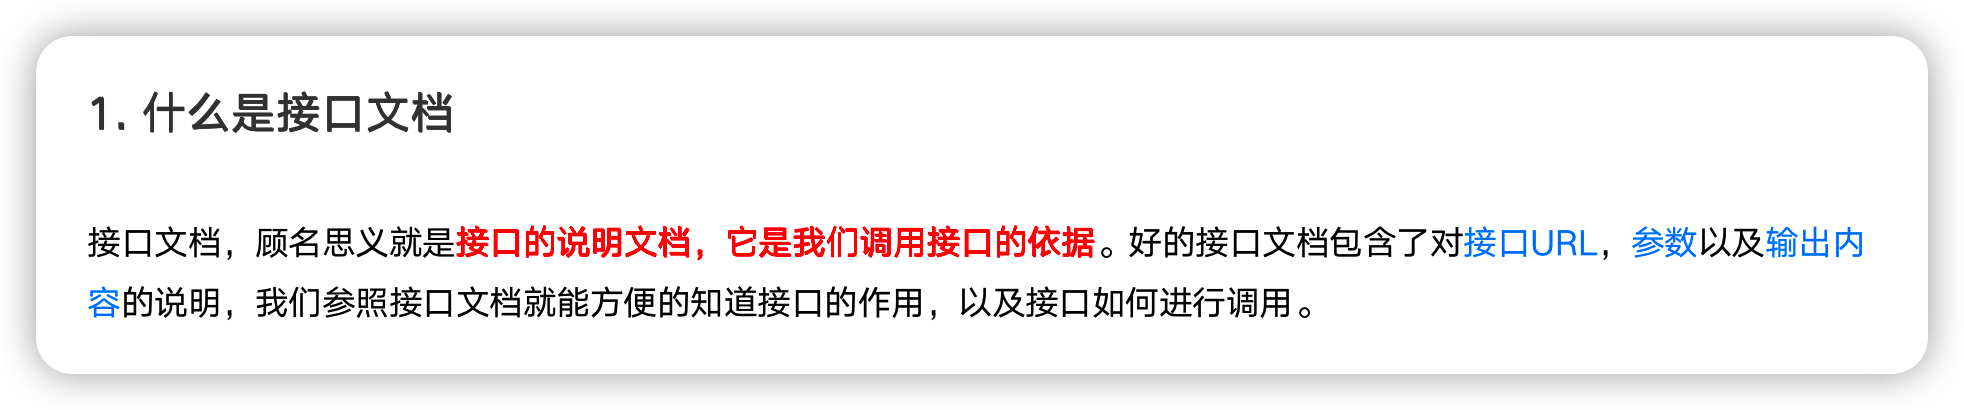 1. 什么是接口文档
接口文档，顾名思义就是接口的说明文档，它是我们调用接口的依据。好的接口文档包含了对接口URL，参数以及输出内
容的说明，我们参照接口文档就能方便的知道接口的作用，以及接口如何进行调用。